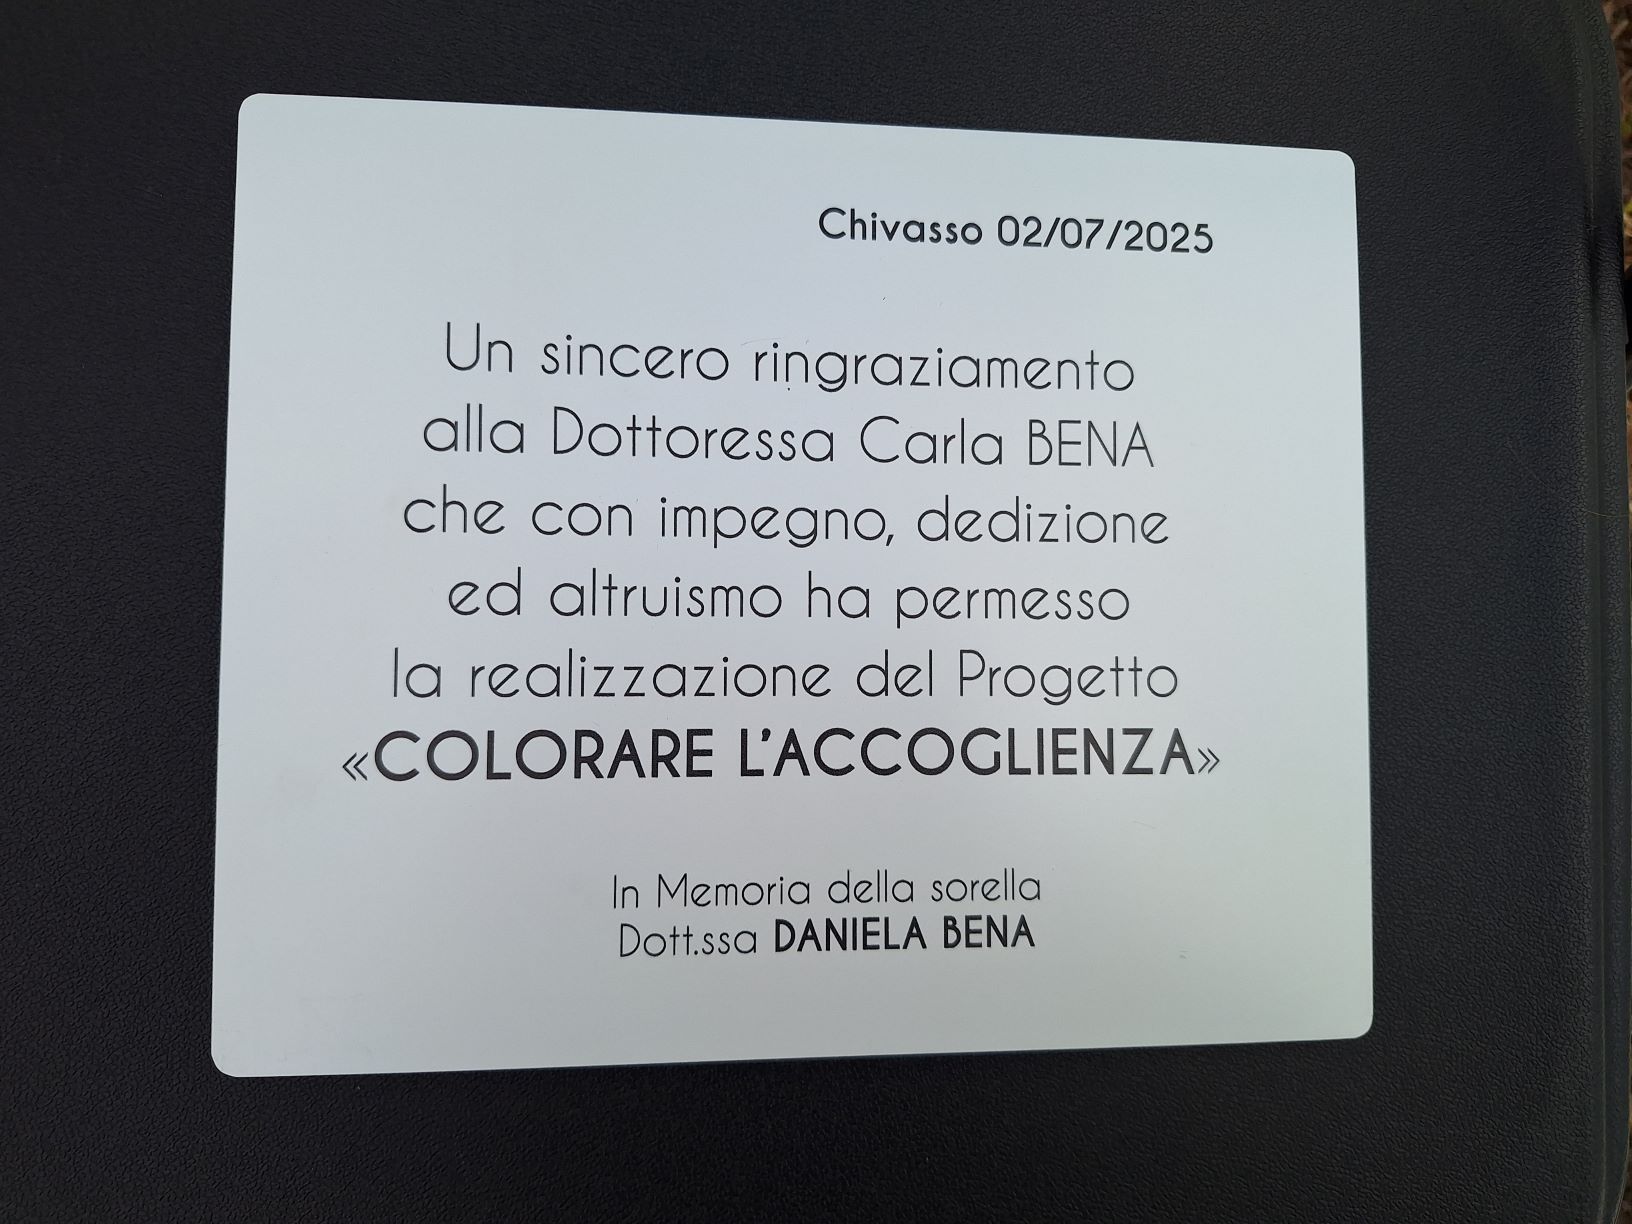 Chivasso 02/07/2025
Un sincero ringraziamento
alla Dottoressa Carla BENA
che con impegno, dedizione
ed altruismo ha permesso
la realizzazione del Progetto
«COLORARE L'ACCOGLIENZA»
In Memoria della sorella
Dott.ssa DANIELA BENA